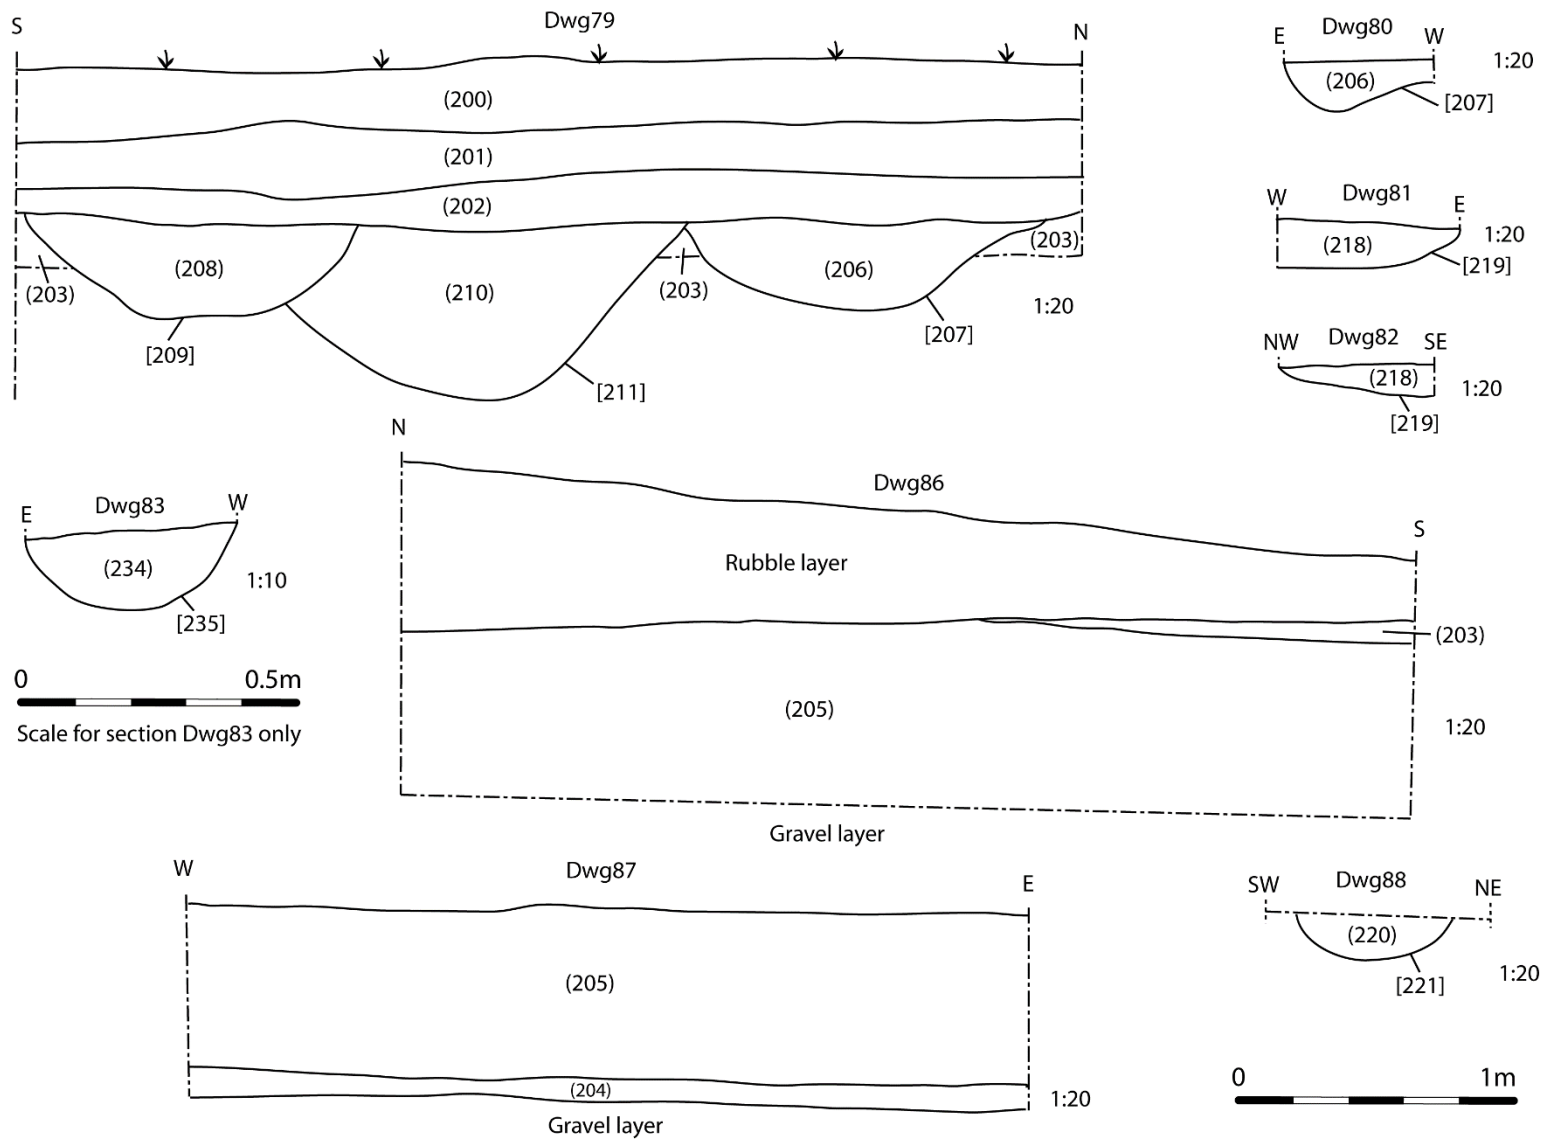 Dwg79
S
N
(200)
(201)
(202)
(203)
(208)
(210)
(203)
(206)
(203)
[209]
[211]
[207]
1:20
Dwg80
E
W
(206)
[207]
1:20
Dwg81
W
E
(218)
[219]
1:20
Dwg82
NW
SE
(218)
[219]
1:20
Dwg83
E
W
(234)
[235]
1:10
0
0.5m
Scale for section Dwg83 only
Dwg86
N
S
Rubble layer
(203)
(205)
1:20
Gravel layer
Dwg87
W
E
(205)
(204)
1:20
Gravel layer
Dwg88
SW
NE
(220)
[221]
1:20
0
1m